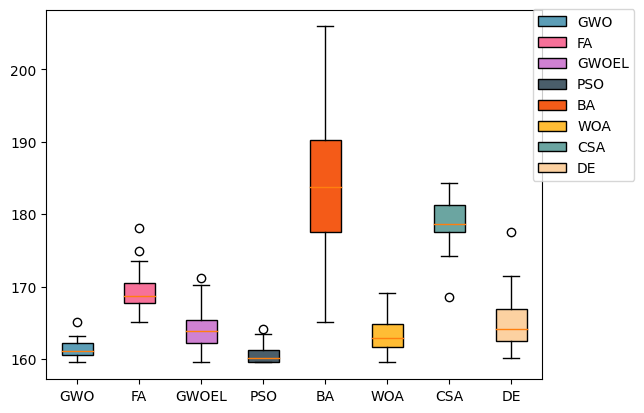 200
190
180
170
160
GWO FA GWOEL PSO BA WOA CSA DE
GWO
FA
GWOEL
PSO
BA
WOA
CSA
DE